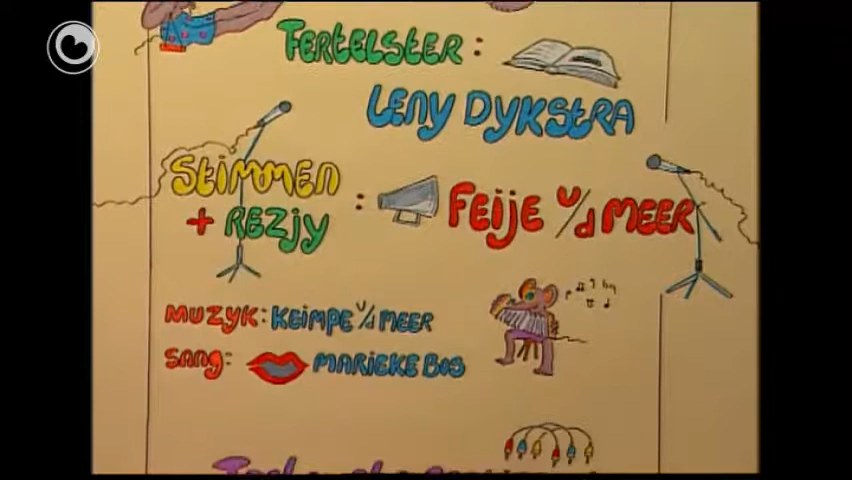 Fertelster:
Leny Dykstra
Stimmen
+ Rezjy : Feije v/d Meer
Muzyk: Keimpe v/d Meer
Sang: Marieke Bos